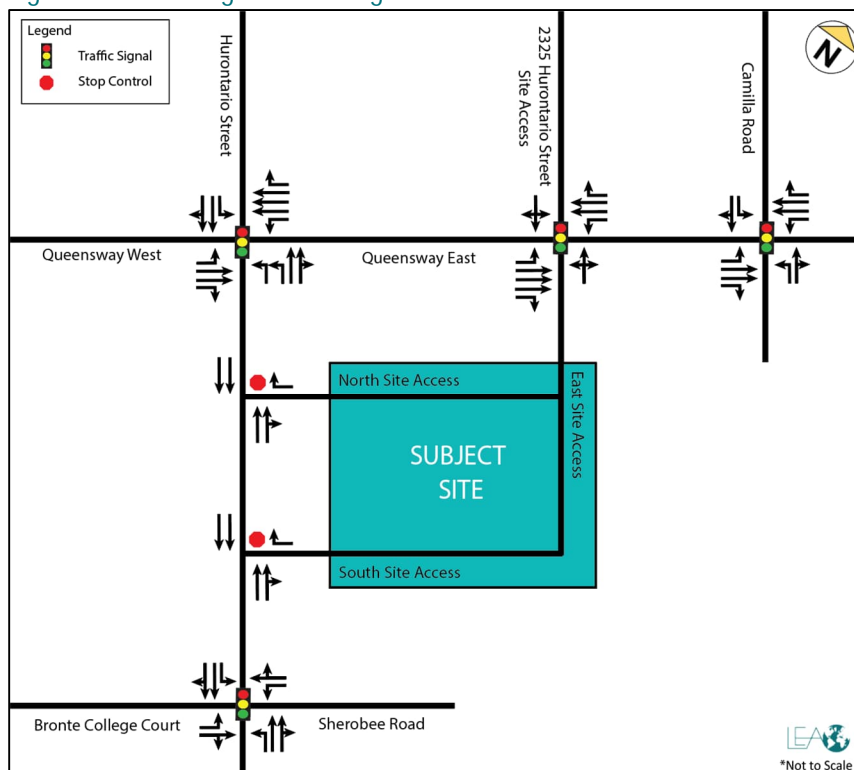 Legend
Traffic Signal
Stop Control
Hurontario Street
2325 Hurontario Street
Site Access
Camilla Road
N
Queensway West
Queensway East
North Site Access
East Site Access
SUBJECT
SITE
South Site Access
Bronte College Court
Sherobee Road
LEA
*Not to Scale